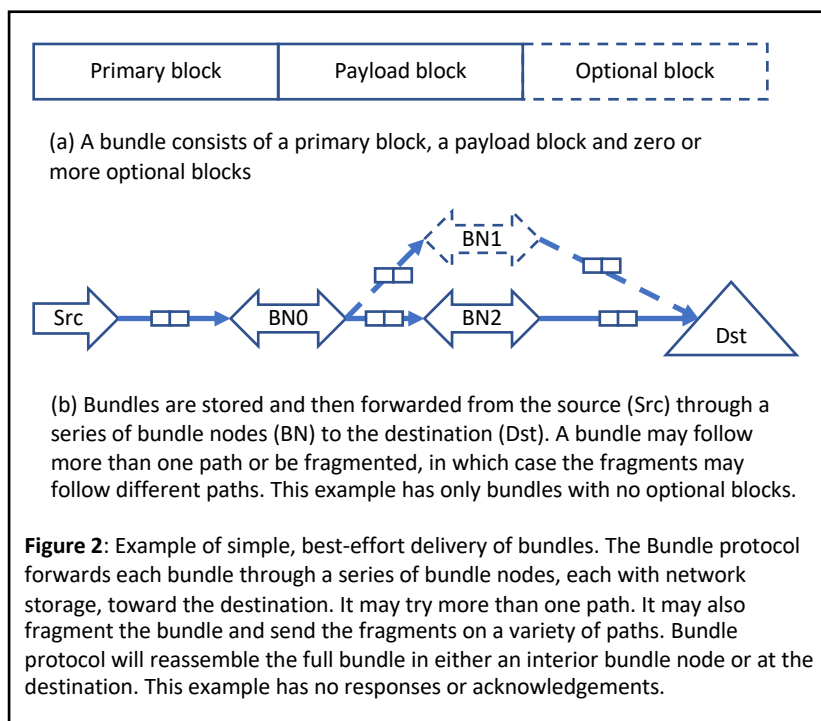 Primary block Payload block Optional block
(a) A bundle consists of a primary block, a payload block and zero or
more optional blocks
BN1
Src BN0 BN2
Dst
(b) Bundles are stored and then forwarded from the source (Src) through a
series of bundle nodes (BN) to the destination (Dst). A bundle may follow
more than one path or be fragmented, in which case the fragments may
follow different paths. This example has only bundles with no optional blocks.
Figure 2: Example of simple, best-effort delivery of bundles. The Bundle protocol
forwards each bundle through a series of bundle nodes, each with network
storage, toward the destination. It may try more than one path. It may also
fragment the bundle and send the fragments on a variety of paths. Bundle
protocol will reassemble the full bundle in either an interior bundle node or at the
destination. This example has no responses or acknowledgements.